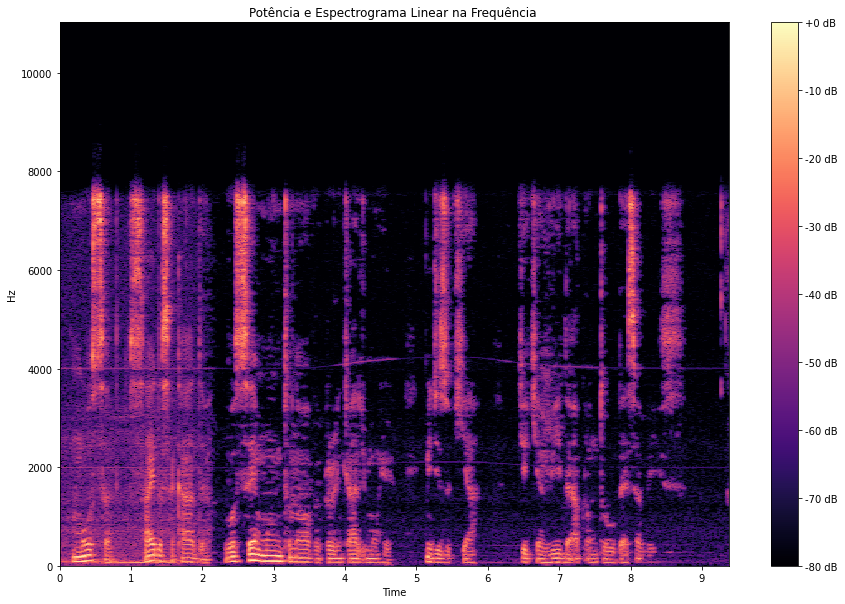 Potência e Espectrograma Linear na Frequência
Hz
10000
8000
6000
4000
2000
0
0 1 2 3 4 5 6 7 8 9
Time
+0 dB
-10 dB
-20 dB
-30 dB
-40 dB
-50 dB
-60 dB
-70 dB
-80 dB